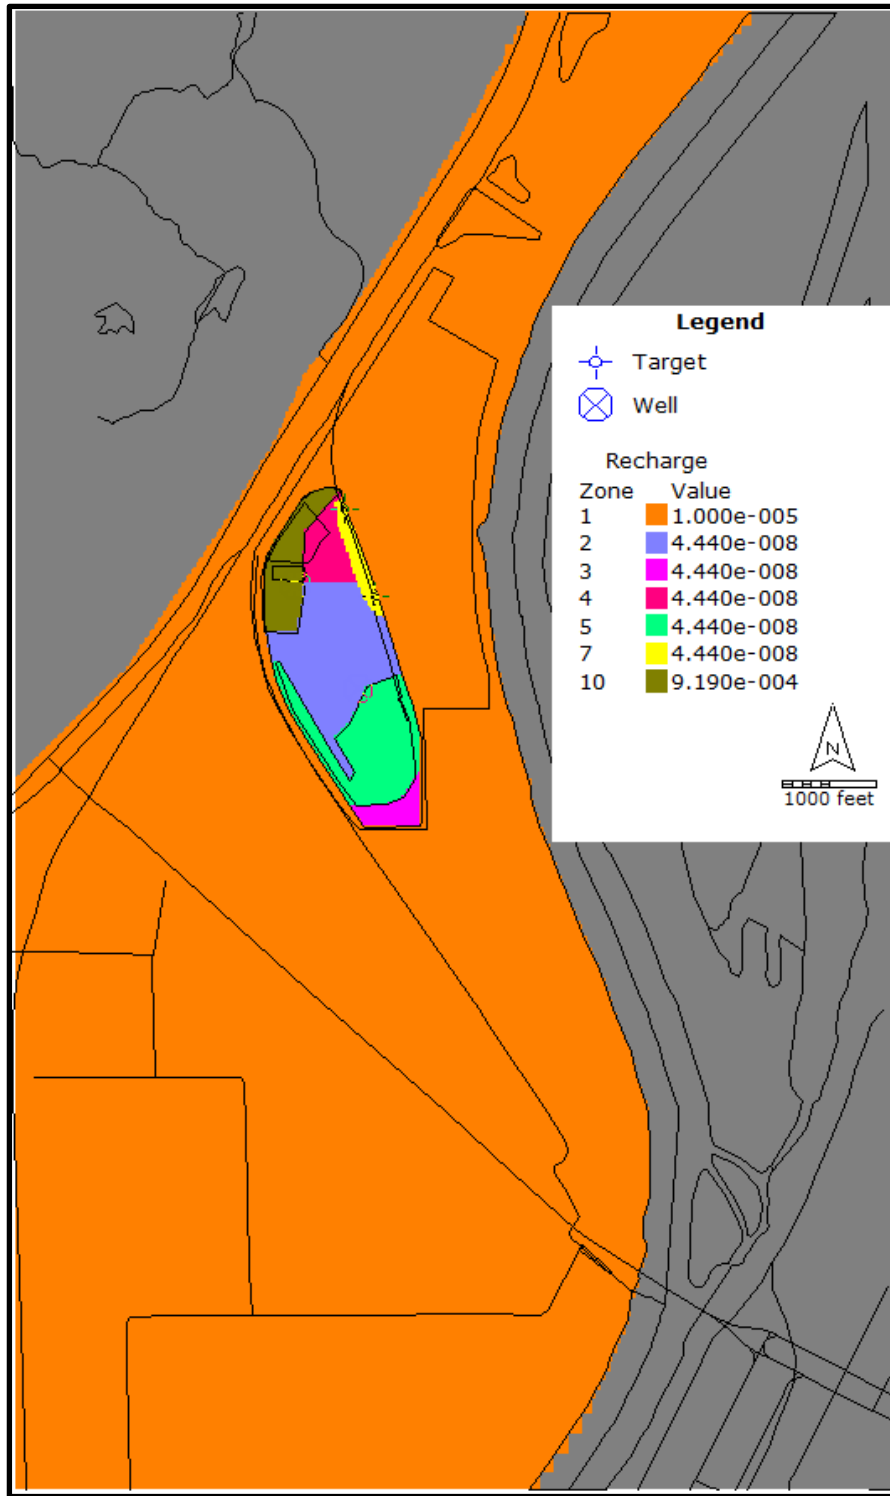 Legend
Target
Well
Recharge
Zone Value
1 1.000e-005
2 4.440e-008
3 4.440e-008
4 4.440e-008
5 4.440e-008
7 4.440e-008
10 9.190e-004
N
1000 feet